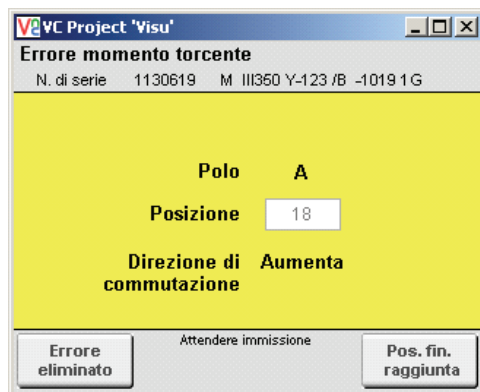 VC Project 'Visu'
Errore momento torcente
N. di serie 1130619 M III350 Y-123 /B -1019 1 G
Polo A
Posizione 18
Direzione di commutazione Aumenta
Errore eliminato
Attendere immissione
Pos. fin. raggiunta